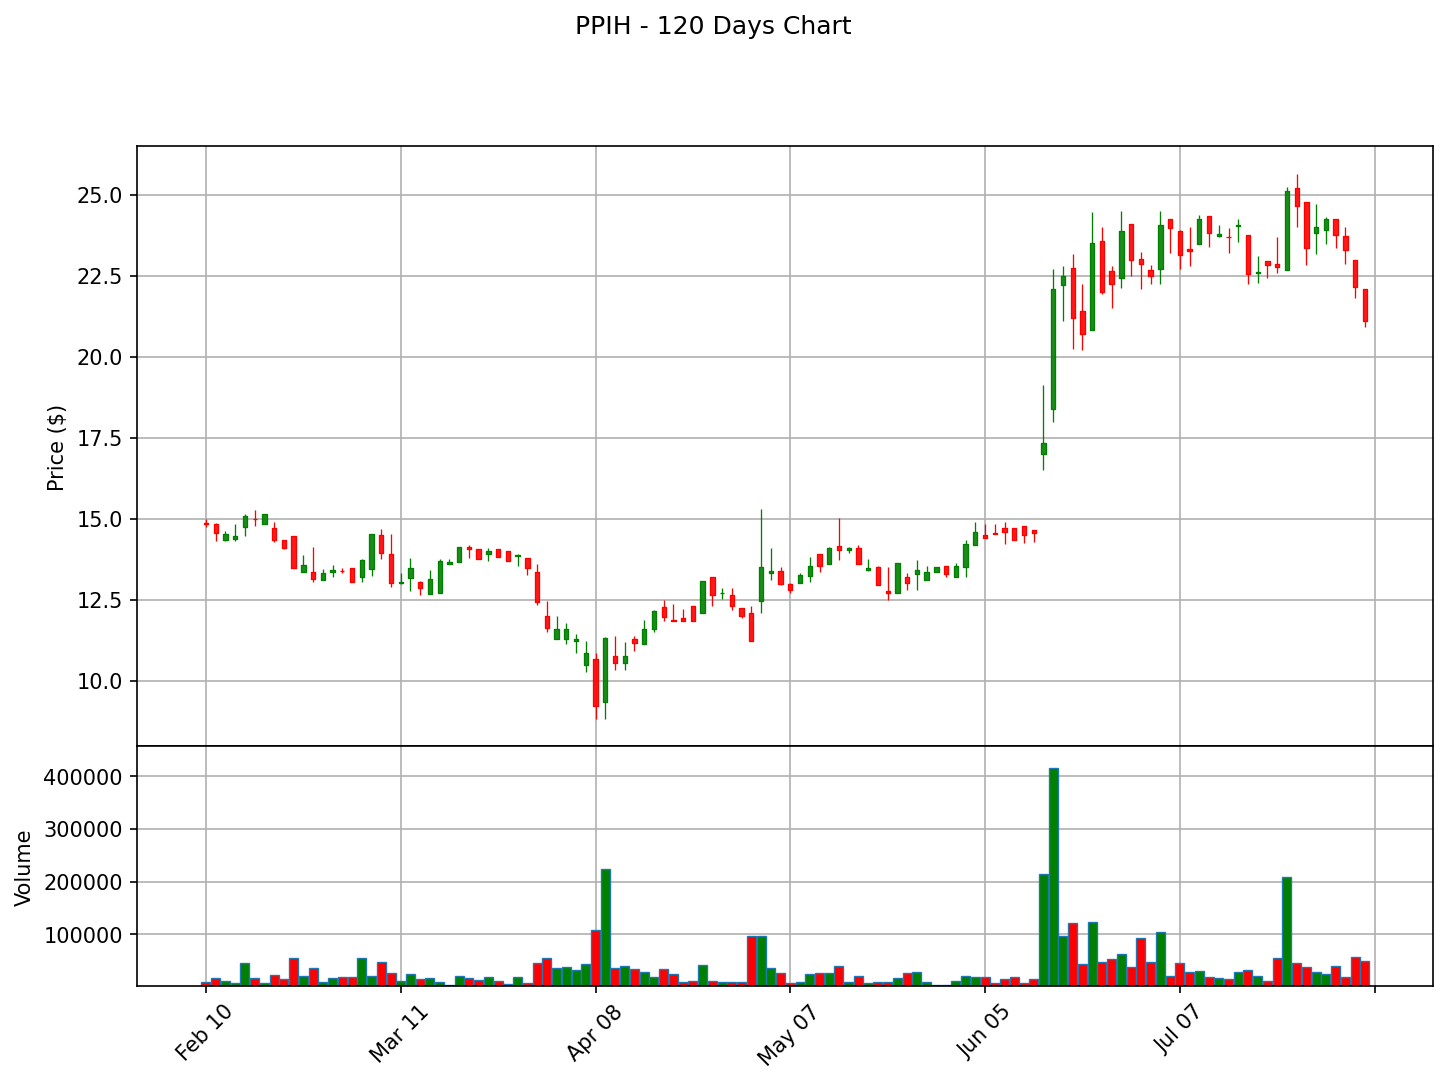 PPIH - 120 Days Chart
25.0
22.5
20.0
17.5
15.0
12.5
10.0
Price ($)
400000
300000
200000
100000
Volume
Feb 10
Mar 11
Apr 08
May 07
Jun 05
Jul 07